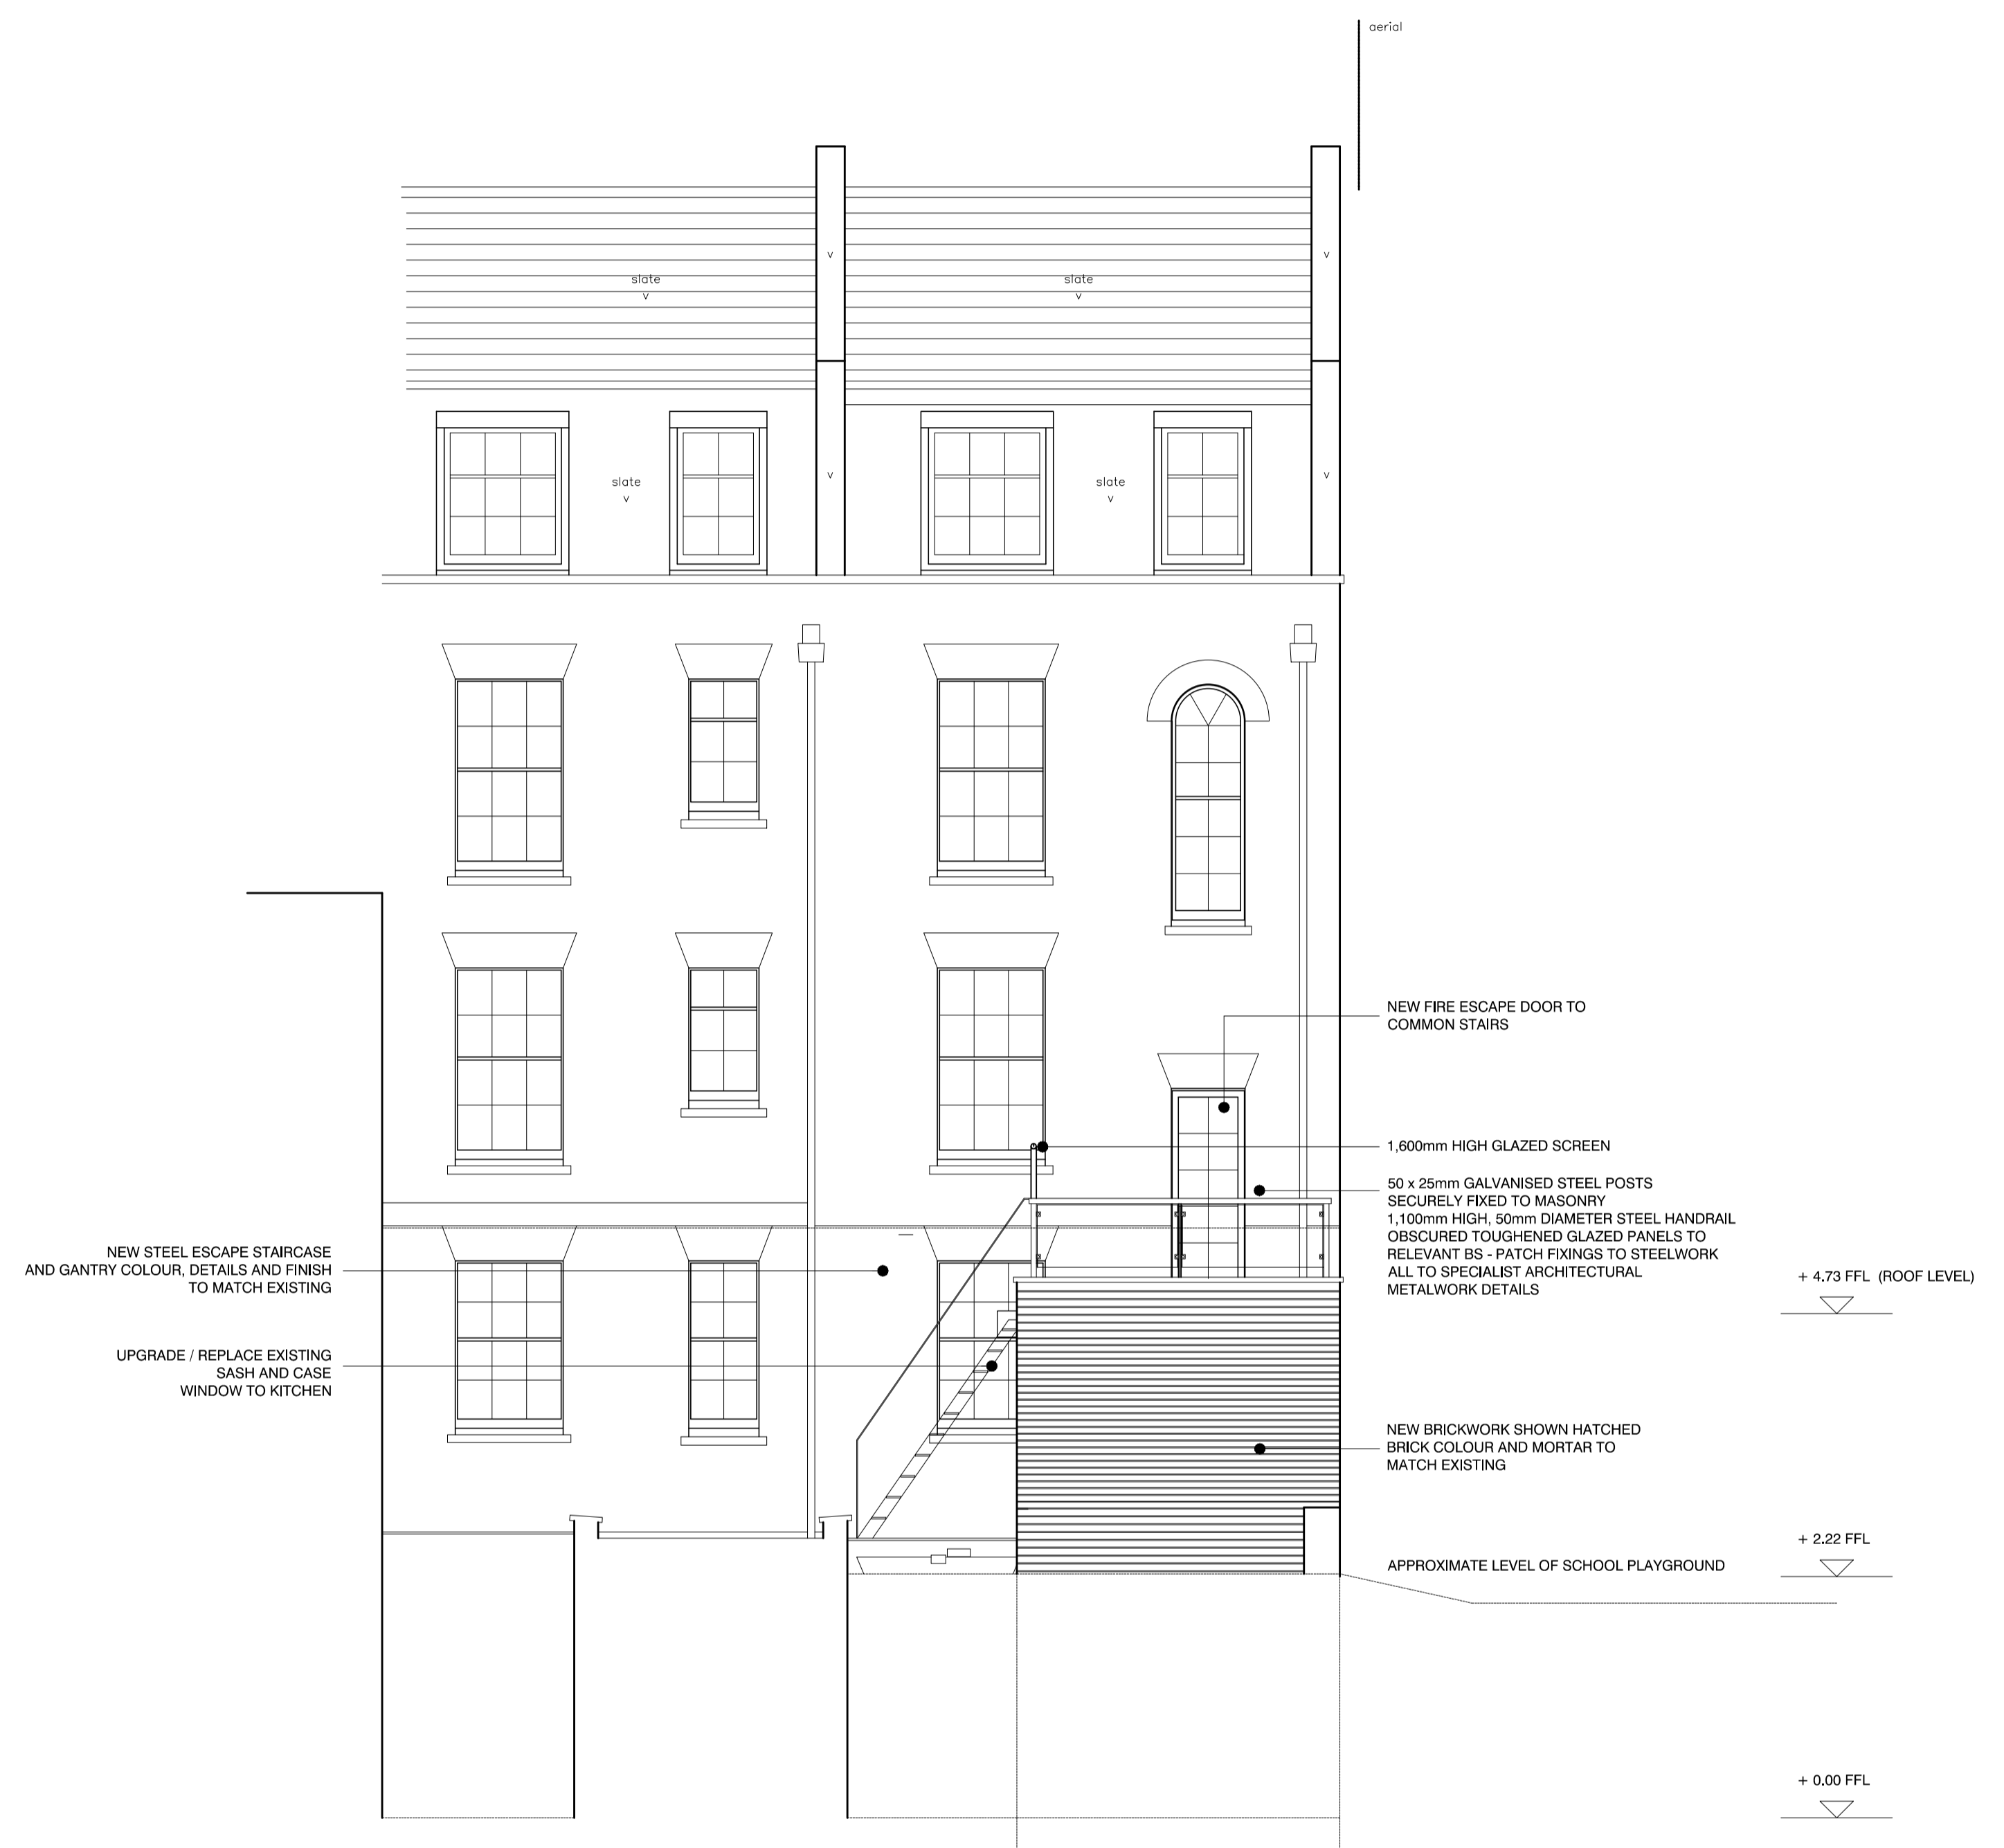 aerial
v
v
slate
v
slate
v
v
v
slate
v
slate
v
NEW FIRE ESCAPE DOOR TO
COMMON STAIRS
1,600mm HIGH GLAZED SCREEN
50 x 25mm GALVANISED STEEL POSTS
SECURELY FIXED TO MASONRY
1,100mm HIGH, 50mm DIAMETER STEEL HANDRAIL
OBSCURED TOUGHENED GLAZED PANELS TO
RELEVANT BS - PATCH FIXINGS TO STEELWORK
ALL TO SPECIALIST ARCHITECTURAL
METALWORK DETAILS
NEW STEEL ESCAPE STAIRCASE
AND GANTRY COLOUR, DETAILS AND FINISH
TO MATCH EXISTING
+ 4.73 FFL (ROOF LEVEL)
UPGRADE / REPLACE EXISTING
SASH AND CASE
WINDOW TO KITCHEN
NEW BRICKWORK SHOWN HATCHED
BRICK COLOUR AND MORTAR TO
MATCH EXISTING
+ 2.22 FFL
APPROXIMATE LEVEL OF SCHOOL PLAYGROUND
+ 0.00 FFL